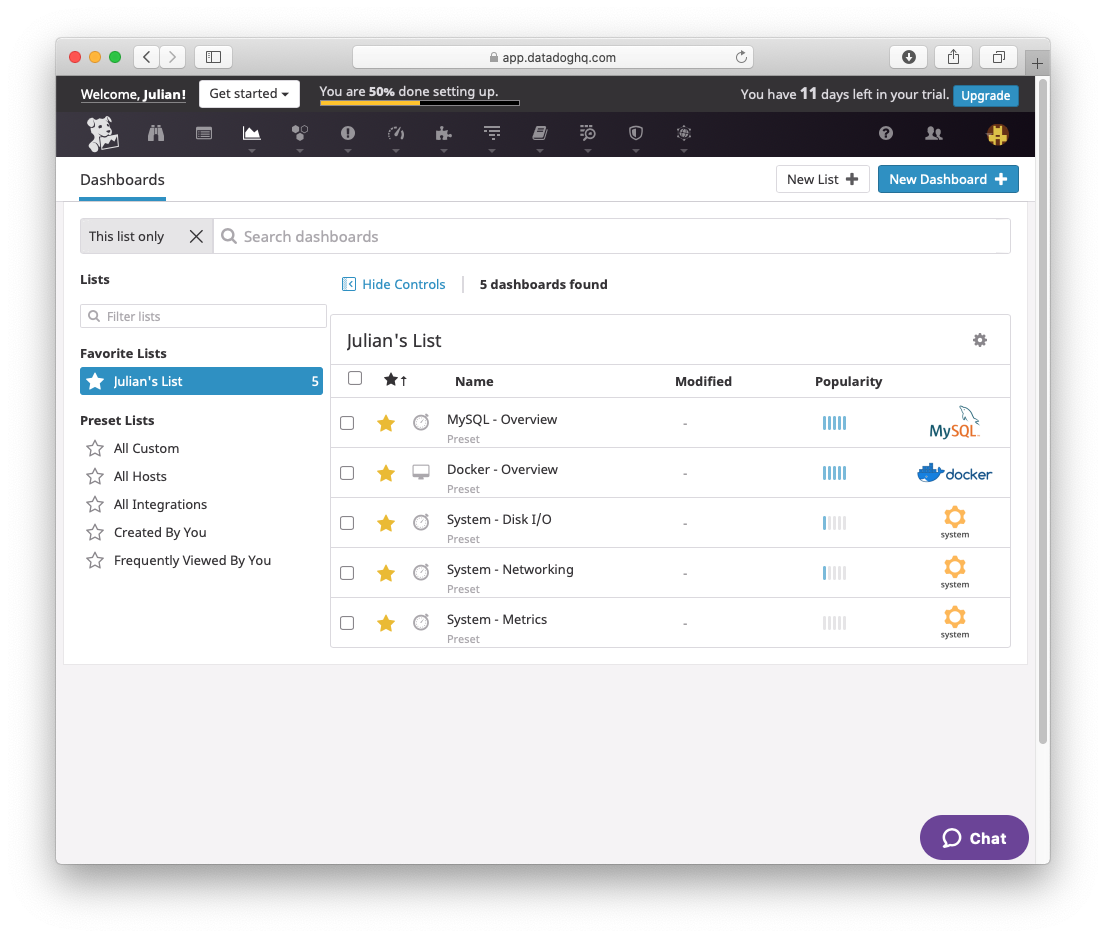 app.datadoghq.com
Welcome, Julian!
Get started
You are 50% done setting up.
You have 11 days left in your trial.
Upgrade
Dashboards
New List
New Dashboard
This list only
Search dashboards
Lists
Hide Controls
5 dashboards found
Filter lists
Favorite Lists
Julian's List 5
Preset Lists
All Custom
All Hosts
All Integrations
Created By You
Frequently Viewed By You
Julian's List
Name Modified Popularity
MySQL - Overview
Preset
-
MySQL
Docker - Overview
Preset
-
docker
System - Disk I/O
Preset
-
system
System - Networking
Preset
-
system
System - Metrics
Preset
-
system
Chat